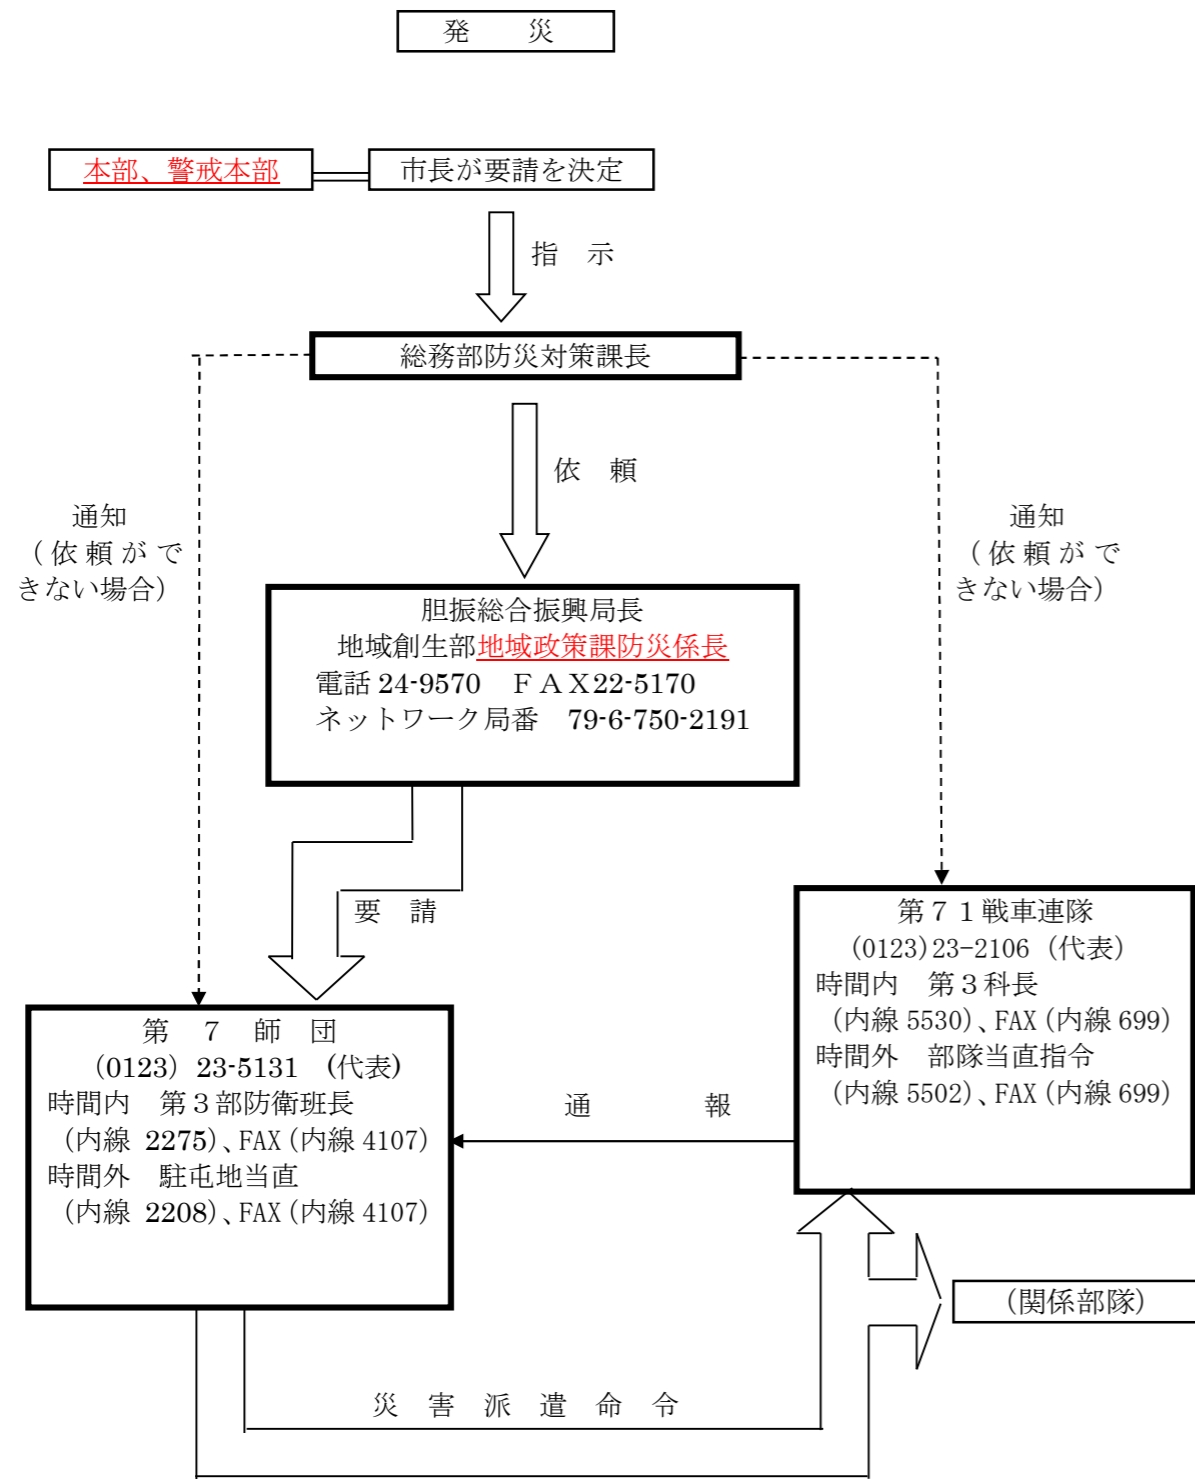 発　　災
本部、警戒本部
市長が要請を決定
指　示
総務部防災対策課長
依　頼
通知
（依頼がで
きない場合）
通知
（依頼がで
きない場合）
胆振総合振興局長
地域創生部地域政策課防災係長
電話 24-9570　ＦＡＸ22-5170
ネットワーク局番　79-6-750-2191
要　請
第７１戦車連隊
(0123)23-2106（代表）
時間内　第３科長
（内線 5530）、FAX（内線 699）
時間外　部隊当直指令
（内線 5502）、FAX（内線 699）
第　７　師　団
(0123) 23-5131　(代表)
時間内　第３部防衛班長
（内線 2275）、FAX（内線 4107）
時間外　駐屯地当直
（内線 2208）、FAX（内線 4107）
通　　　報
（関係部隊）
災　害　派　遣　命　令